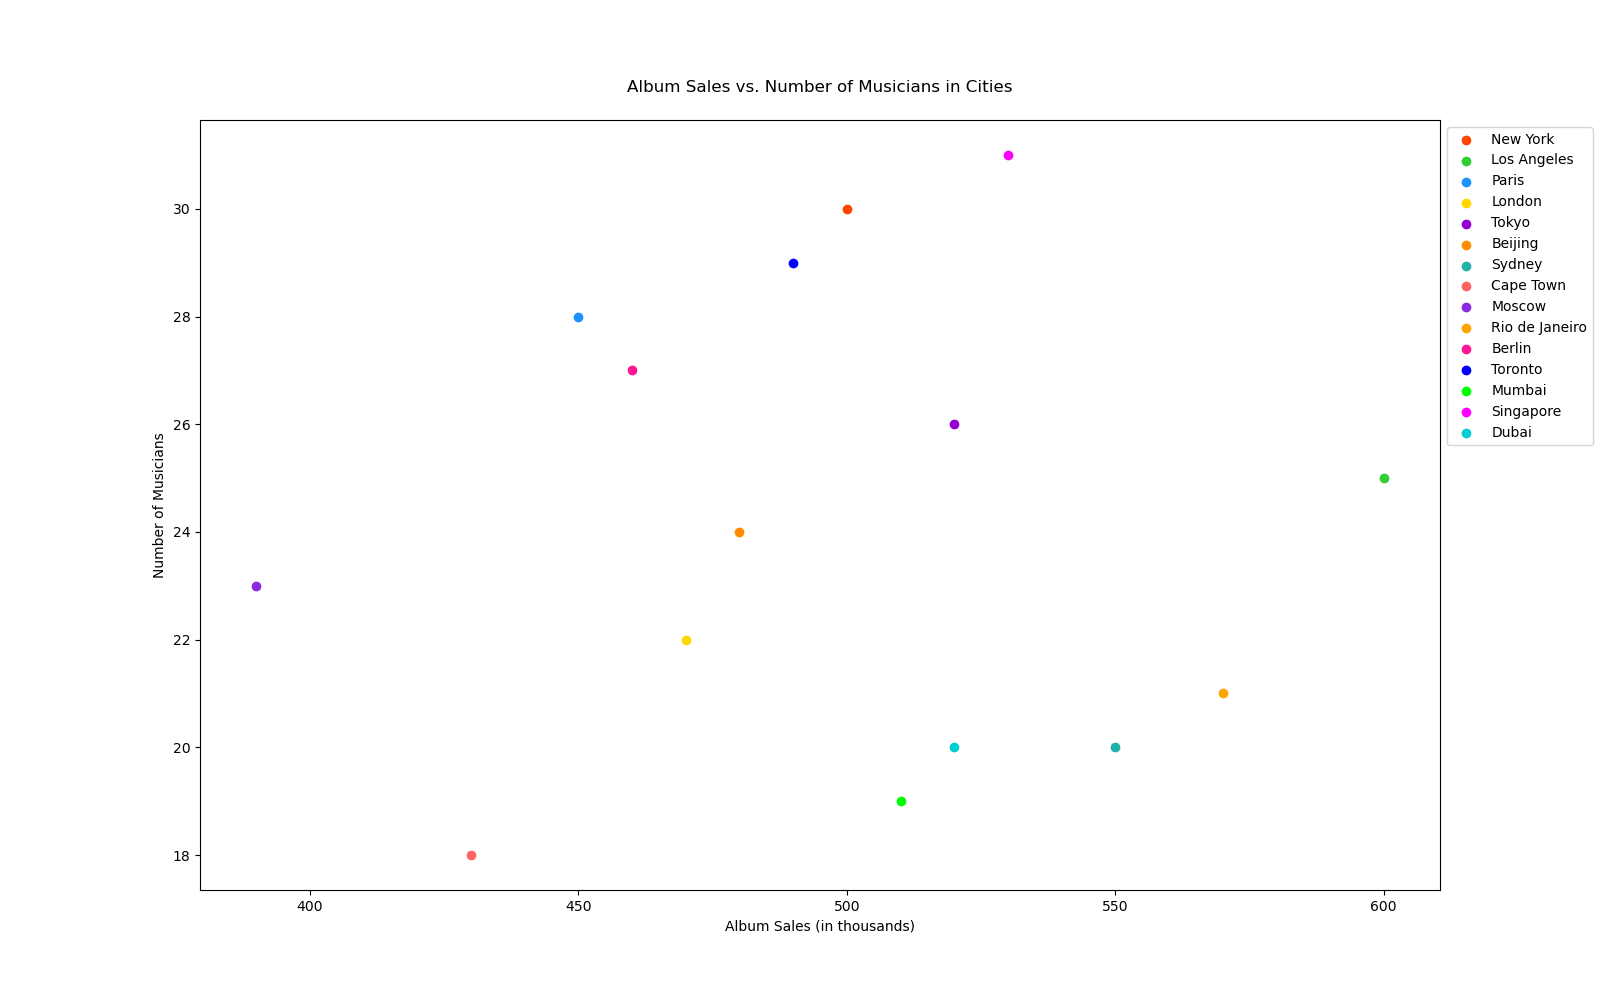 Album Sales vs. Number of Musicians in Cities
Number of Musicians
30
28
26
24
22
20
18
400 450 500 550 600
Album Sales (in thousands)
New York
Los Angeles
Paris
London
Tokyo
Beijing
Sydney
Cape Town
Moscow
Rio de Janeiro
Berlin
Toronto
Mumbai
Singapore
Dubai